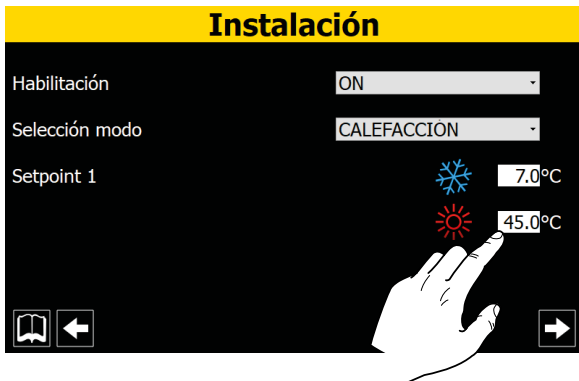 Instalación
Habilitación ON
Selección modo CALEFACCIÓN
Setpoint 1 7.0°C
45.0°C